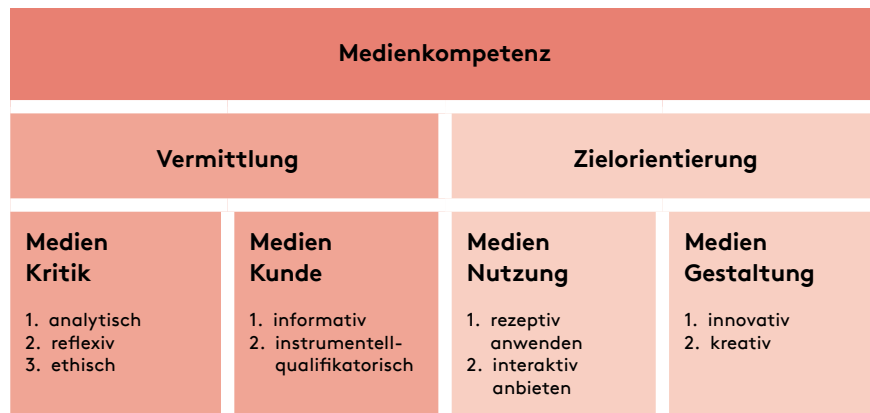 Medienkompetenz
Vermittlung
Zielorientierung
Medien
Kritik
1. analytisch
2. reflexiv
3. ethisch
Medien
Kunde
1. informativ
2. instrumentell-
qualifikatorisch
Medien
Nutzung
1. rezeptiv
anwenden
2. interaktiv
anbieten
Medien
Gestaltung
1. innovativ
2. kreativ